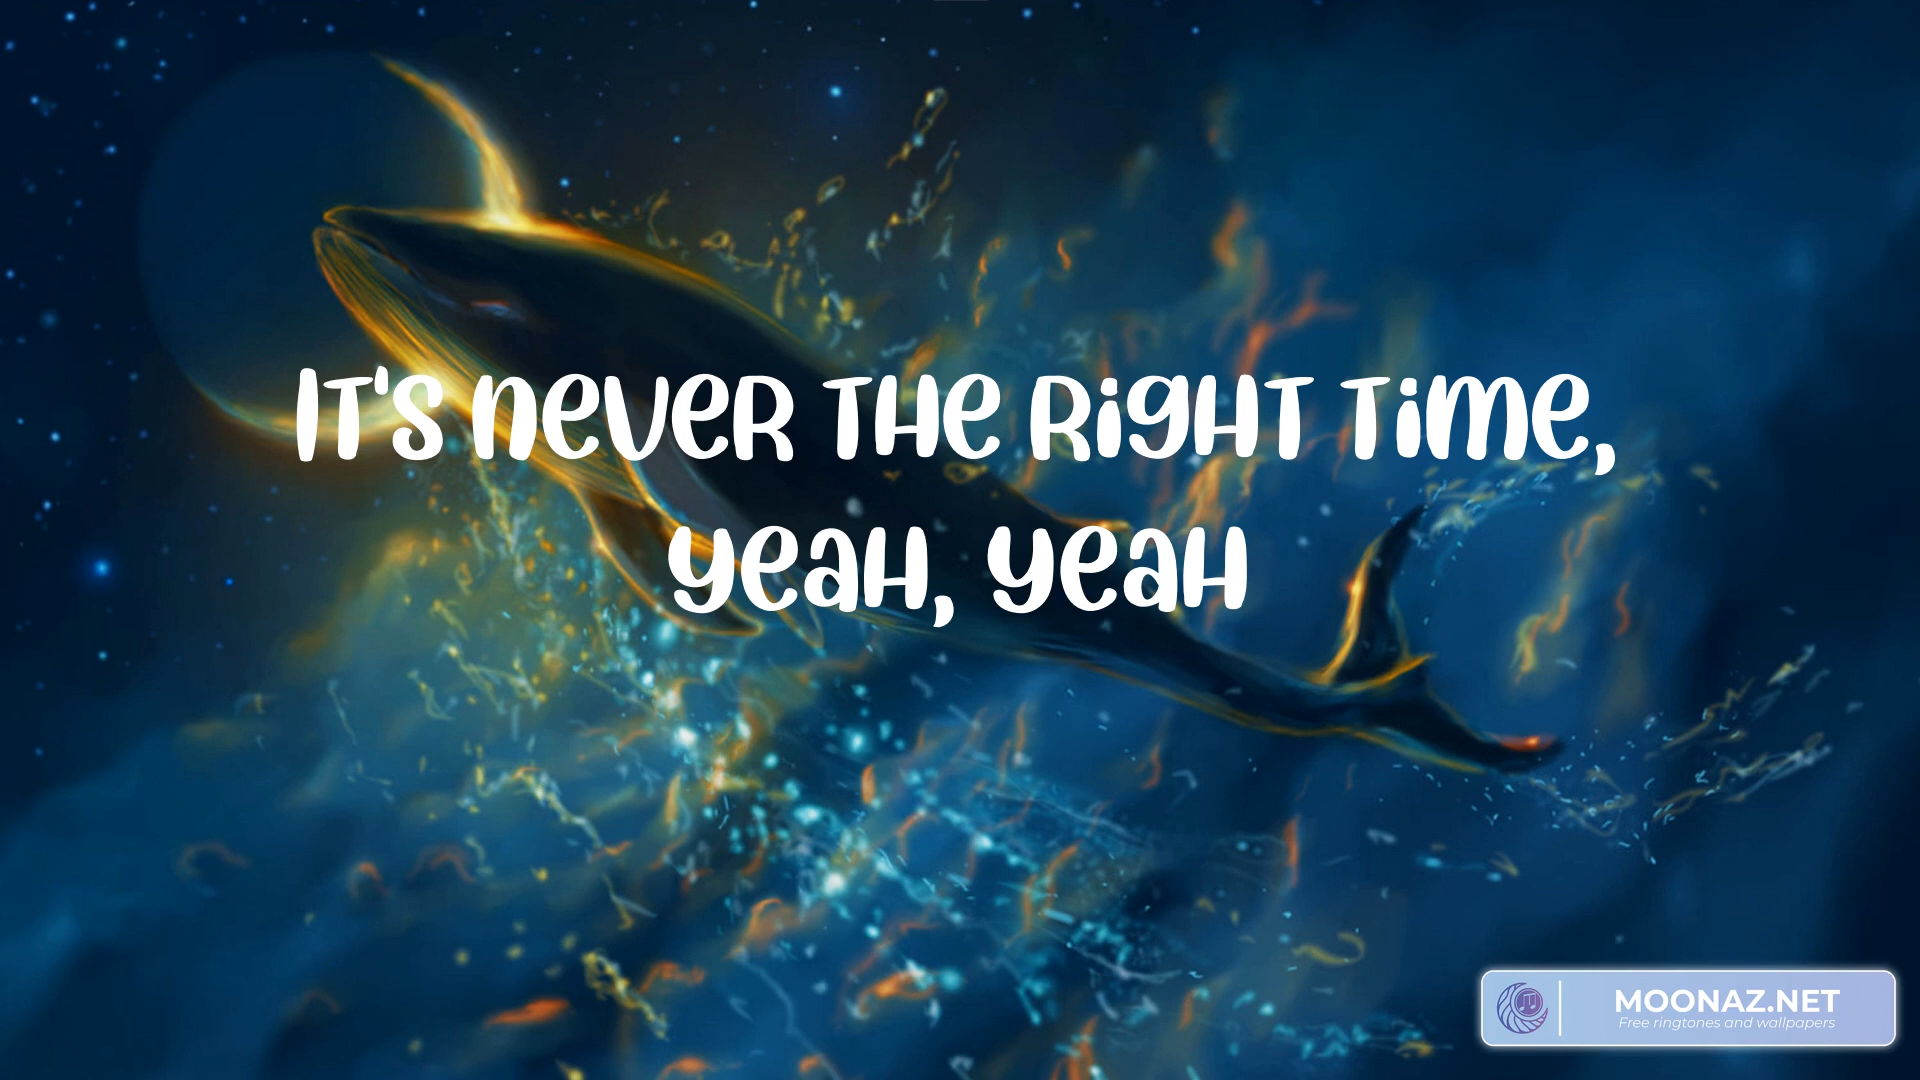 It's never the right time,
yeah, yeah
MOONAZ.NET
Free ringtones and wallpapers